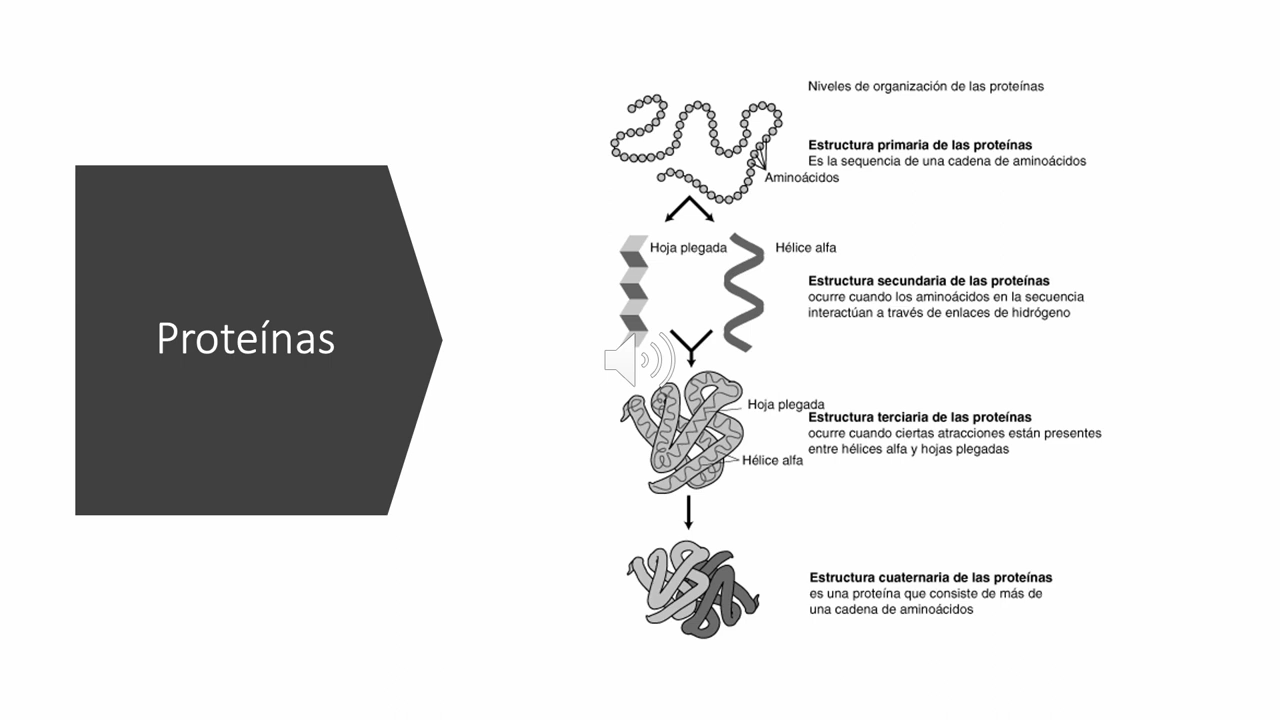 Proteínas
Niveles de organización de las proteínas
Estructura primaria de las proteínas
Es la sequencia de una cadena de aminoácidos
Aminoácidos
Hoja plegada
Hélice alfa
Estructura secundaria de las proteínas
ocurre cuando los aminoácidos en la secuencia
interactúan a través de enlaces de hidrógeno
Hoja plegada
Estructura terciaria de las proteínas
ocurre cuando ciertas atracciones están presentes
entre hélices alfa y hojas plegadas
Hélice alfa
Estructura cuaternaria de las proteínas
es una proteína que consiste de más de
una cadena de aminoácidos